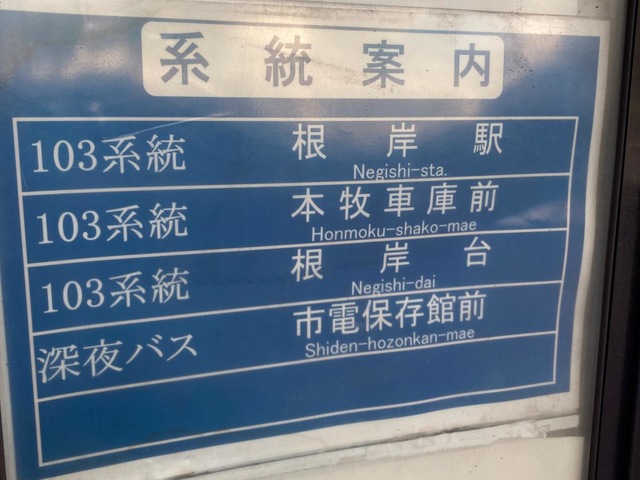 系統案内
103系統 根岸駅
Negishi-sta.
103系統 本牧車庫前
Honmoku-shako-mae
103系統 根岸台
Negishi-dai
深夜バス 市電保存館前
Shiden-hozonkan-mae